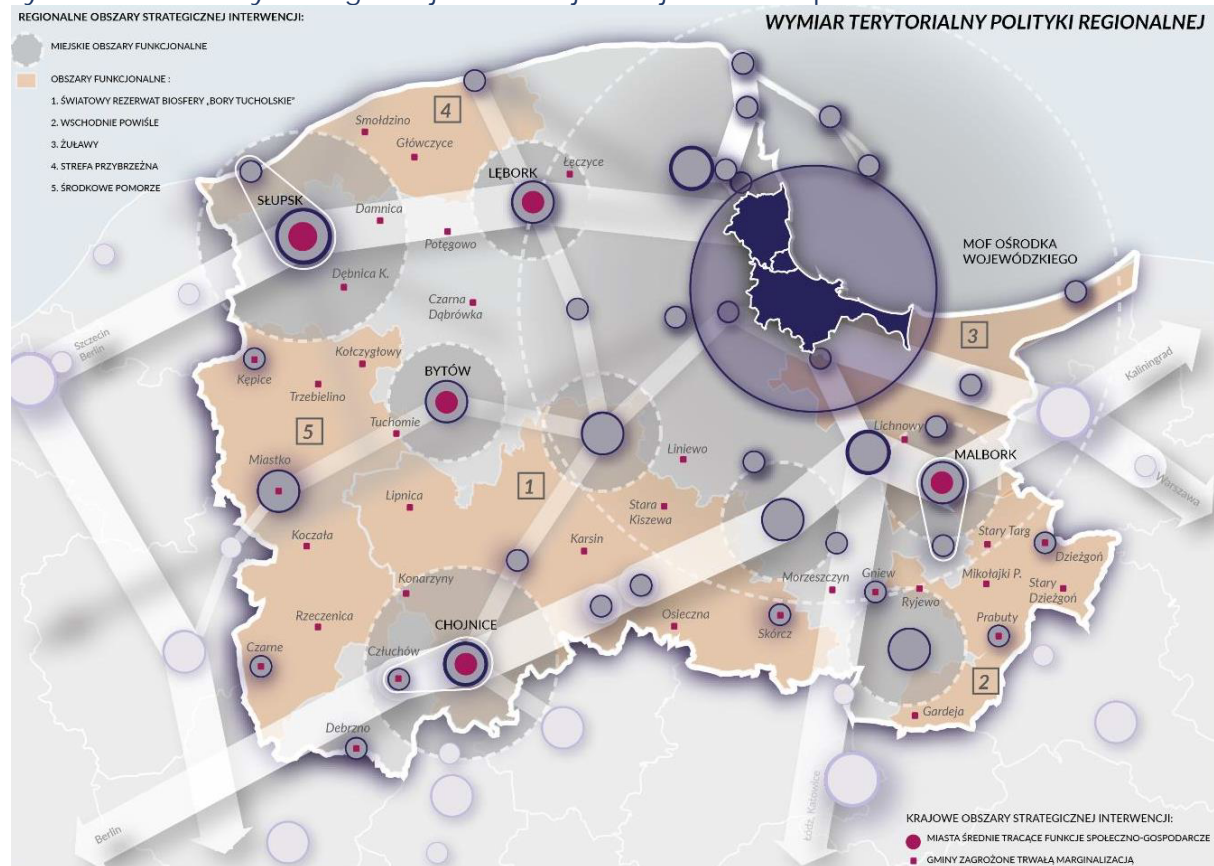 WYMIAR TERYTORIALNY POLITYKI REGIONALNEJ
REGIONALNE OBSZARY STRATEGICZNEJ INTERWENCJI:
MIEJSKIE OBSZARY FUNKCJONALNE
OBSZARY FUNKCJONALNE :
1. ŚWIATOWY REZERWAT BIOSFERY „BORY TUCHOLSKIE"
2. WSCHODNIE POWIŚLE
3. ŻUŁAWY
4. STREFA PRZYBRZEŻNA
5. ŚRODKOWE POMORZE
4
Smołdzino
Główczyce
LĘBORK
Łęczyce
SŁUPSK
Damnica
Potęgowo
MOF OŚRODKA
WOJEWÓDZKIEGO
Dębnica K.
Czarna
Dąbrówka
Szczecin
Berlin
3
Kaliningrad
Kołczygłowy
Kępice
Trzebielino
BYTÓW
Tuchomie
5
Lichnowy
Liniewo
MALBORK
Miastko
Warszawa
1
Lipnica
Stara
Kiszewa
Koczała
Karsin
Stary Targ
Dzieżgoń
Konarzyny
Morzeszczyn
Gniew
Mikołajki P.
Ryjewo
Stary
Dzieżgoń
Rzeczenica
CHOJNICE
Osieczna
Skórcz
Prabuty
Czarne
Człuchów
2
Gardeja
Debrzno
Berlin
Łódź, Katowice
KRAJOWE OBSZARY STRATEGICZNEJ INTERWENCJI:
MIASTA ŚREDNIE TRACĄCE FUNKCJE SPOŁECZNO-GOSPODARCZE
GMINY ZAGROŻONE TRWAŁĄ MARGINALIZACJĄ